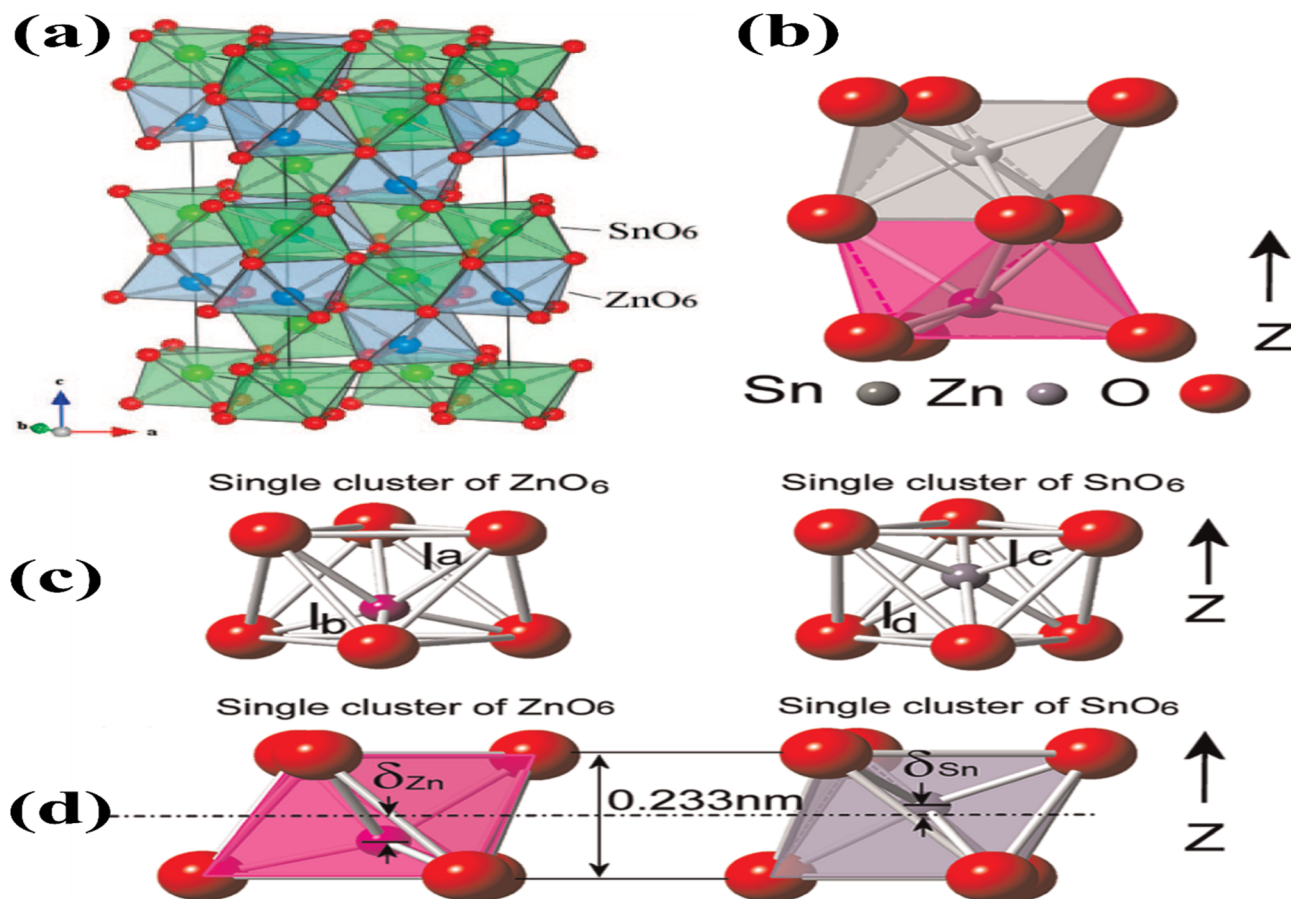 (a)
(b)
SnO6
ZnO6
c
b
a
Z
Sn Zn O
Single cluster of ZnO6
Single cluster of SnO6
(c)
la
lb
lc
ld
Z
Single cluster of ZnO6
Single cluster of SnO6
(d)
δZn
0.233nm
δSn
Z